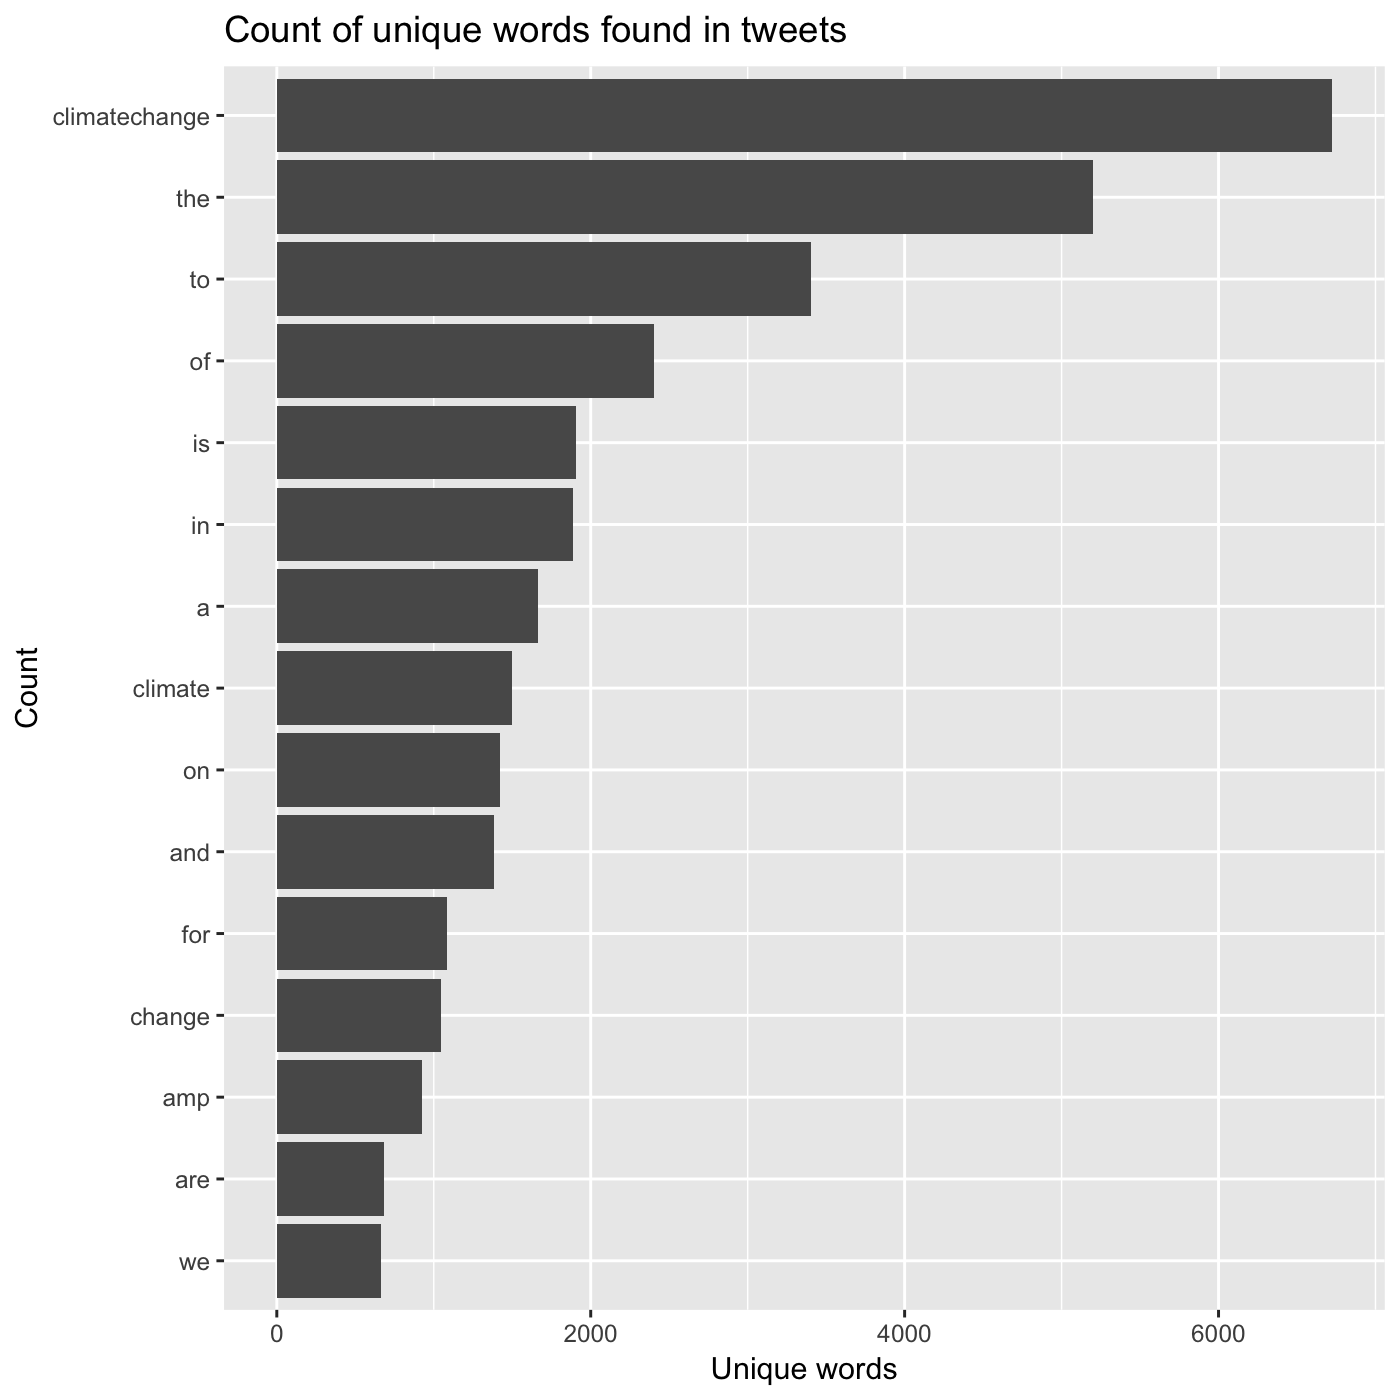 Count of unique words found in tweets
climatechange
the
to
of
is
in
a
climate
on
and
for
change
amp
are
we
Count
0 2000 4000 6000
Unique words